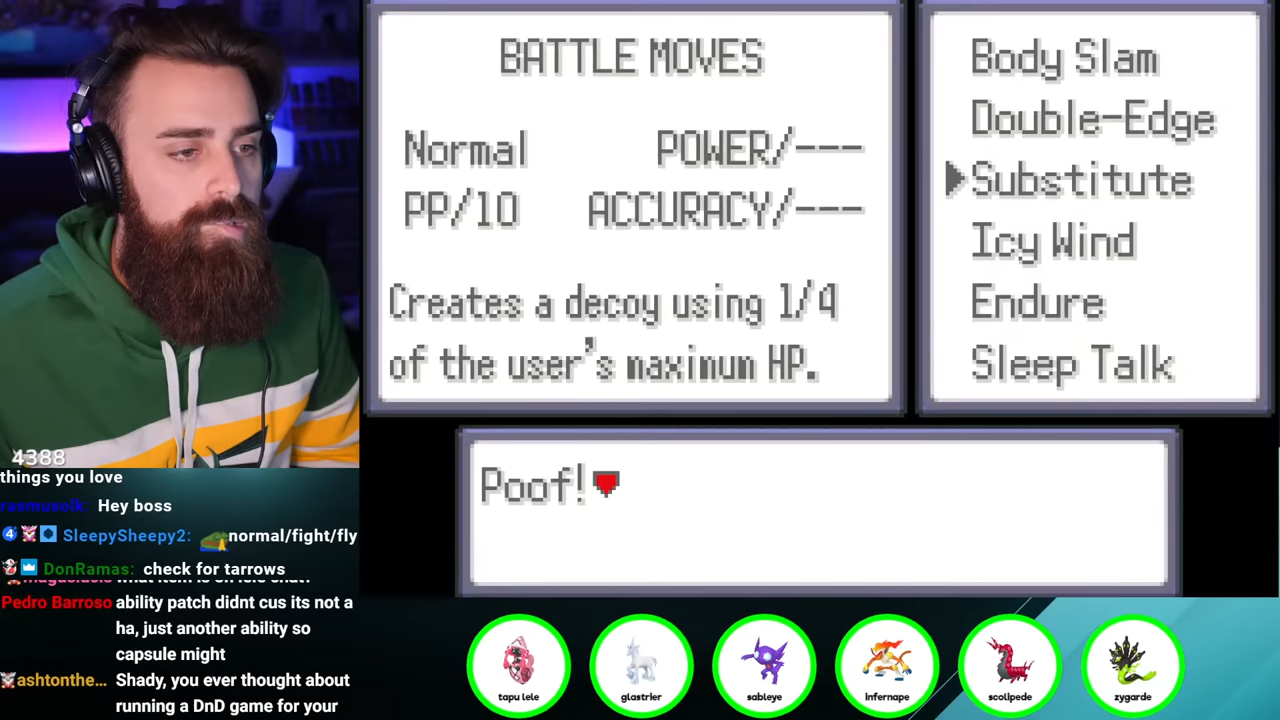 BATTLE MOVES
Normal POWER/---
PP/10 ACCURACY/---
Creates a decoy using 1/4
of the user's maximum HP.
Body Slam
Double-Edge
Substitute
Icy Wind
Endure
Sleep Talk
Poof!
4388
things you love
rasmusolk: Hey boss
4 SleepySheepy2: normal/fight/fly
DonRamas: check for tarrows
Pedro Barroso ability patch didnt cus its not a
ha, just another ability so
capsule might
ashtonthe... Shady, you ever thought about
running a DnD game for your
tapu lele
glastrier
sableye
infernape
scolipede
zygarde